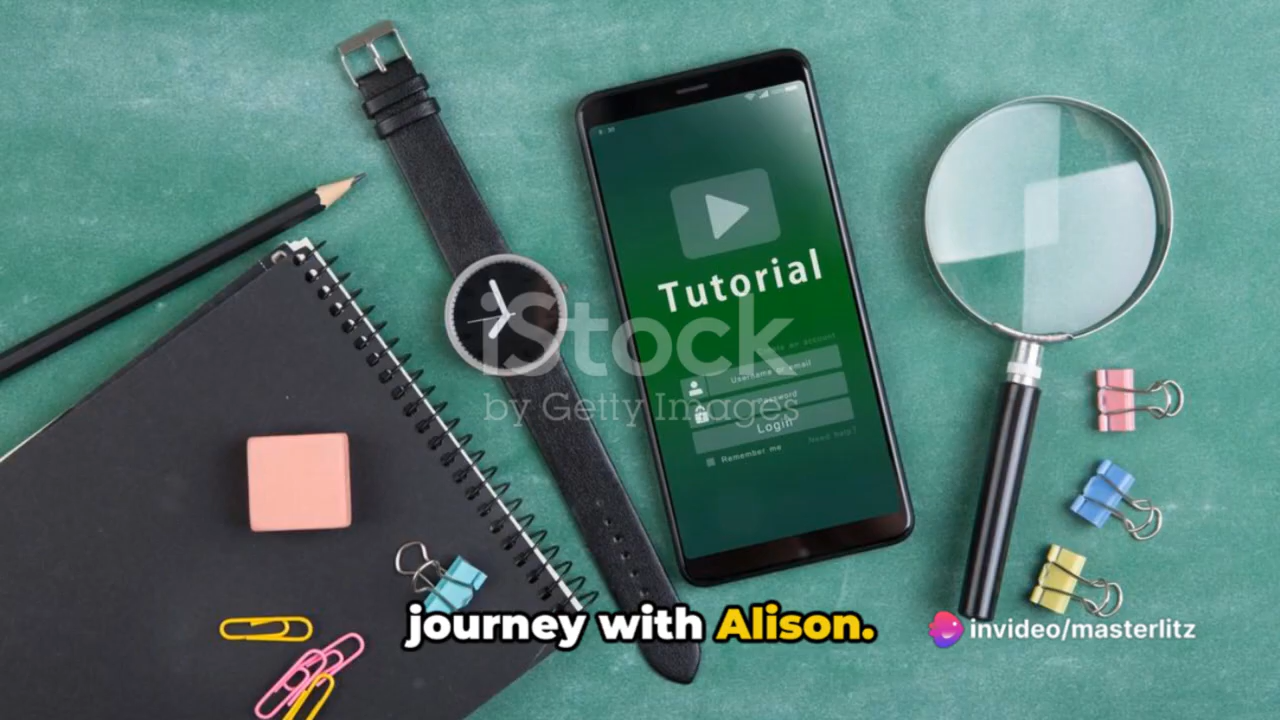 Tutorial
iStock
by Getty Images
Username or email
Password
Login
Need help?
Remember me
journey with Alison.
invideo/masterlitz